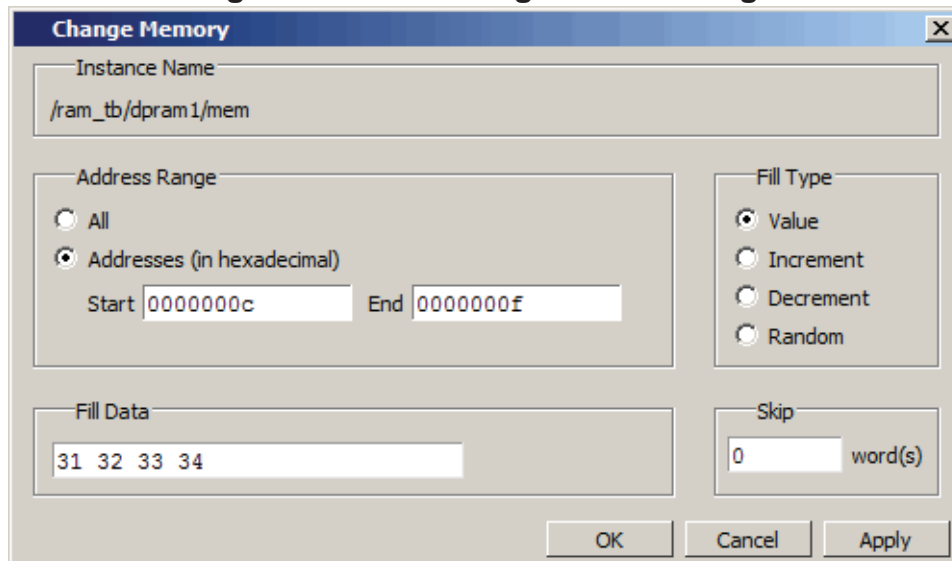 Change Memory
Instance Name
/ram_tb/dpram1/mem
Address Range
All
Addresses (in hexadecimal)
Start 0000000c End 0000000f
Fill Type
Value
Increment
Decrement
Random
Fill Data
31 32 33 34
Skip
0 word(s)
OK Cancel Apply